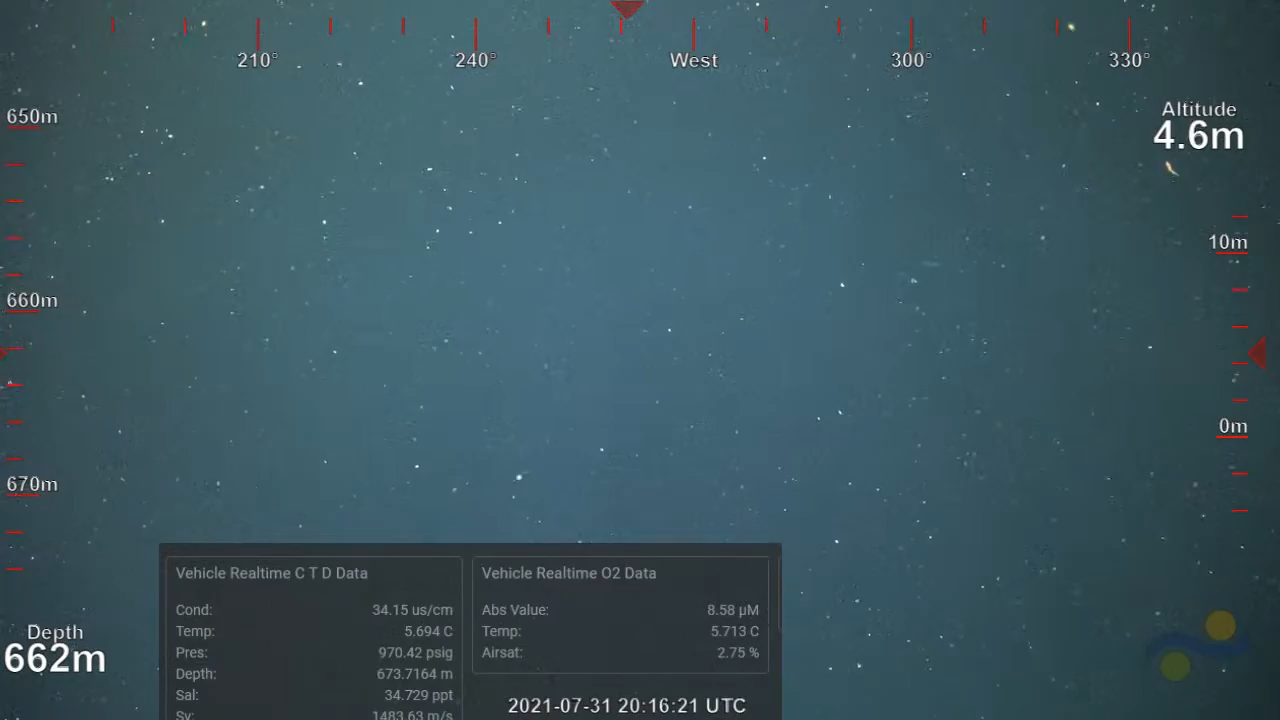 210°
240°
West
300°
330°
650m
Altitude
4.6m
10m
660m
0m
670m
Vehicle Realtime C T D Data
Cond: 34.15 us/cm
Temp: 5.694 C
Pres: 970.42 psig
Depth: 673.7164 m
Sal: 34.729 ppt
Sv: 1483.63 m/s
Vehicle Realtime O2 Data
Abs Value: 8.58 µM
Temp: 5.713 C
Airsat: 2.75 %
Depth
662m
2021-07-31 20:16:21 UTC